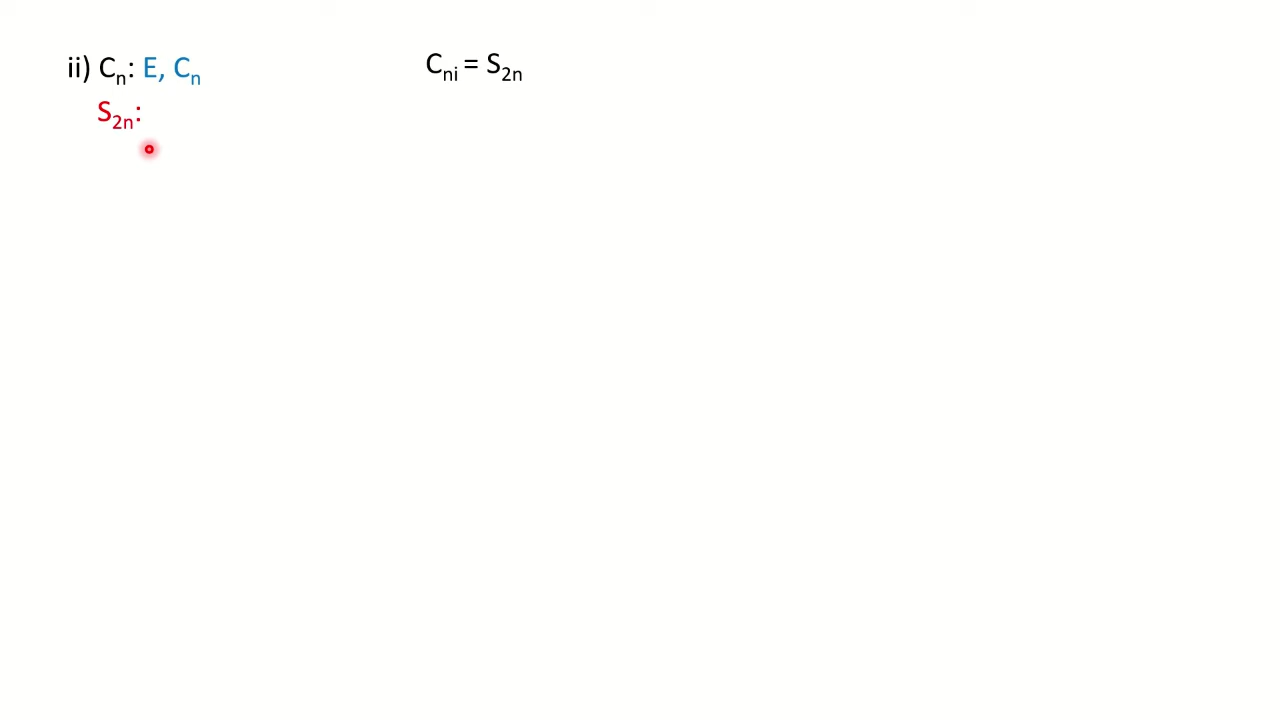 ii) Cₙ: E, Cₙ
S₂ₙ:
Cₙᵢ = S₂ₙ